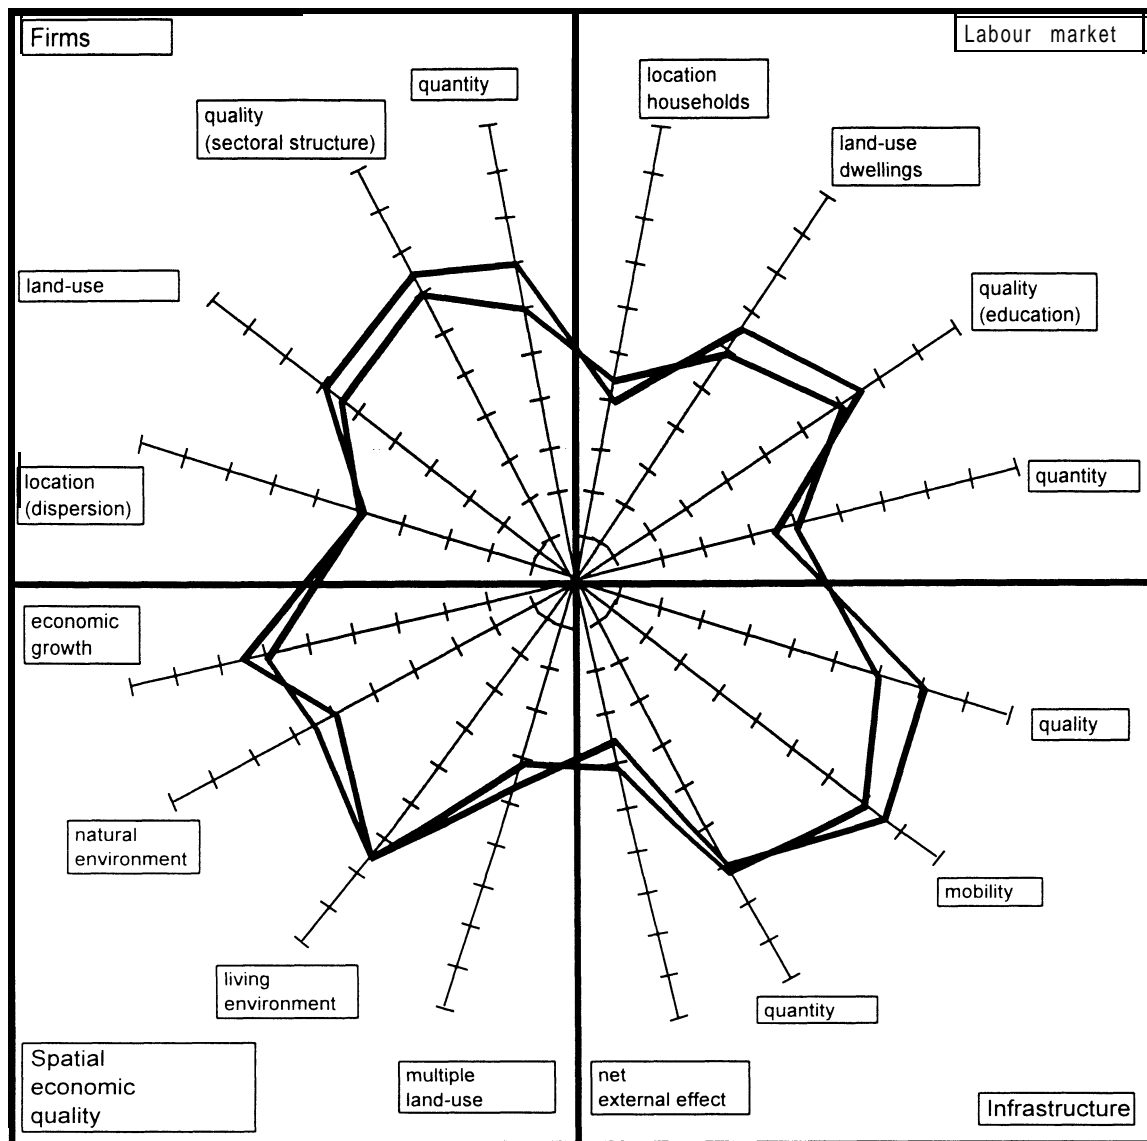 Firms
Labour market
quantity
location
households
quality
(sectoral structure)
land-use
dwellings
land-use
quality
(education)
location
(dispersion)
quantity
economic
growth
quality
natural
environment
mobility
living
environment
quantity
Spatial
economic
quality
multiple
land-use
net
external effect
Infrastructure